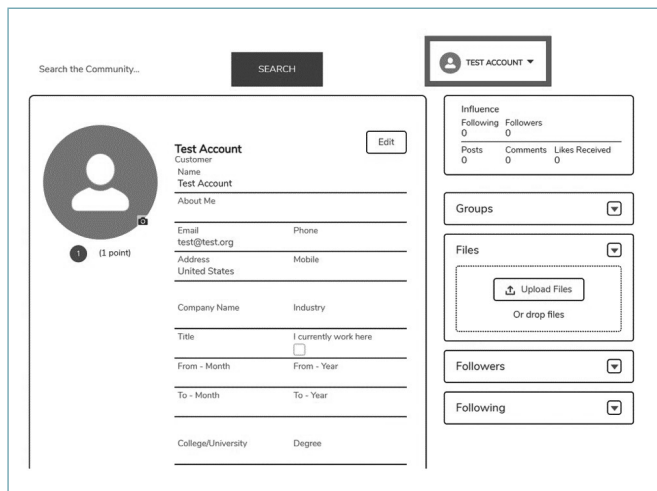 Search the Community...
SEARCH
TEST ACCOUNT
Test Account
Customer
Edit
Name
Test Account
About Me
Email Phone
test@test.org
1 (1 point)
Address Mobile
United States
Company Name Industry
Title I currently work here
From - Month From - Year
To - Month To - Year
College/University Degree
Influence
Following Followers
0 0
Posts Comments Likes Received
0 0 0
Groups
Files
Upload Files
Or drop files
Followers
Following